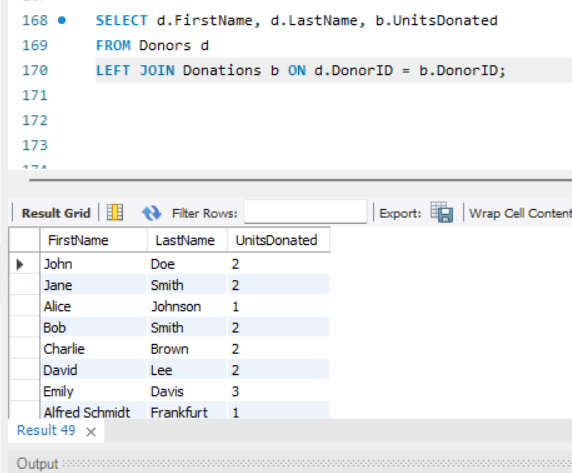 168 SELECT d.FirstName, d.LastName, b.UnitsDonated
169 FROM Donors d
170 LEFT JOIN Donations b ON d.DonorID = b.DonorID;
171
172
173
Result Grid Filter Rows: Export: Wrap Cell Content
FirstName LastName UnitsDonated
John Doe 2
Jane Smith 2
Alice Johnson 1
Bob Smith 2
Charlie Brown 2
David Lee 2
Emily Davis 3
Alfred Schmidt Frankfurt 1
Result 49
Output